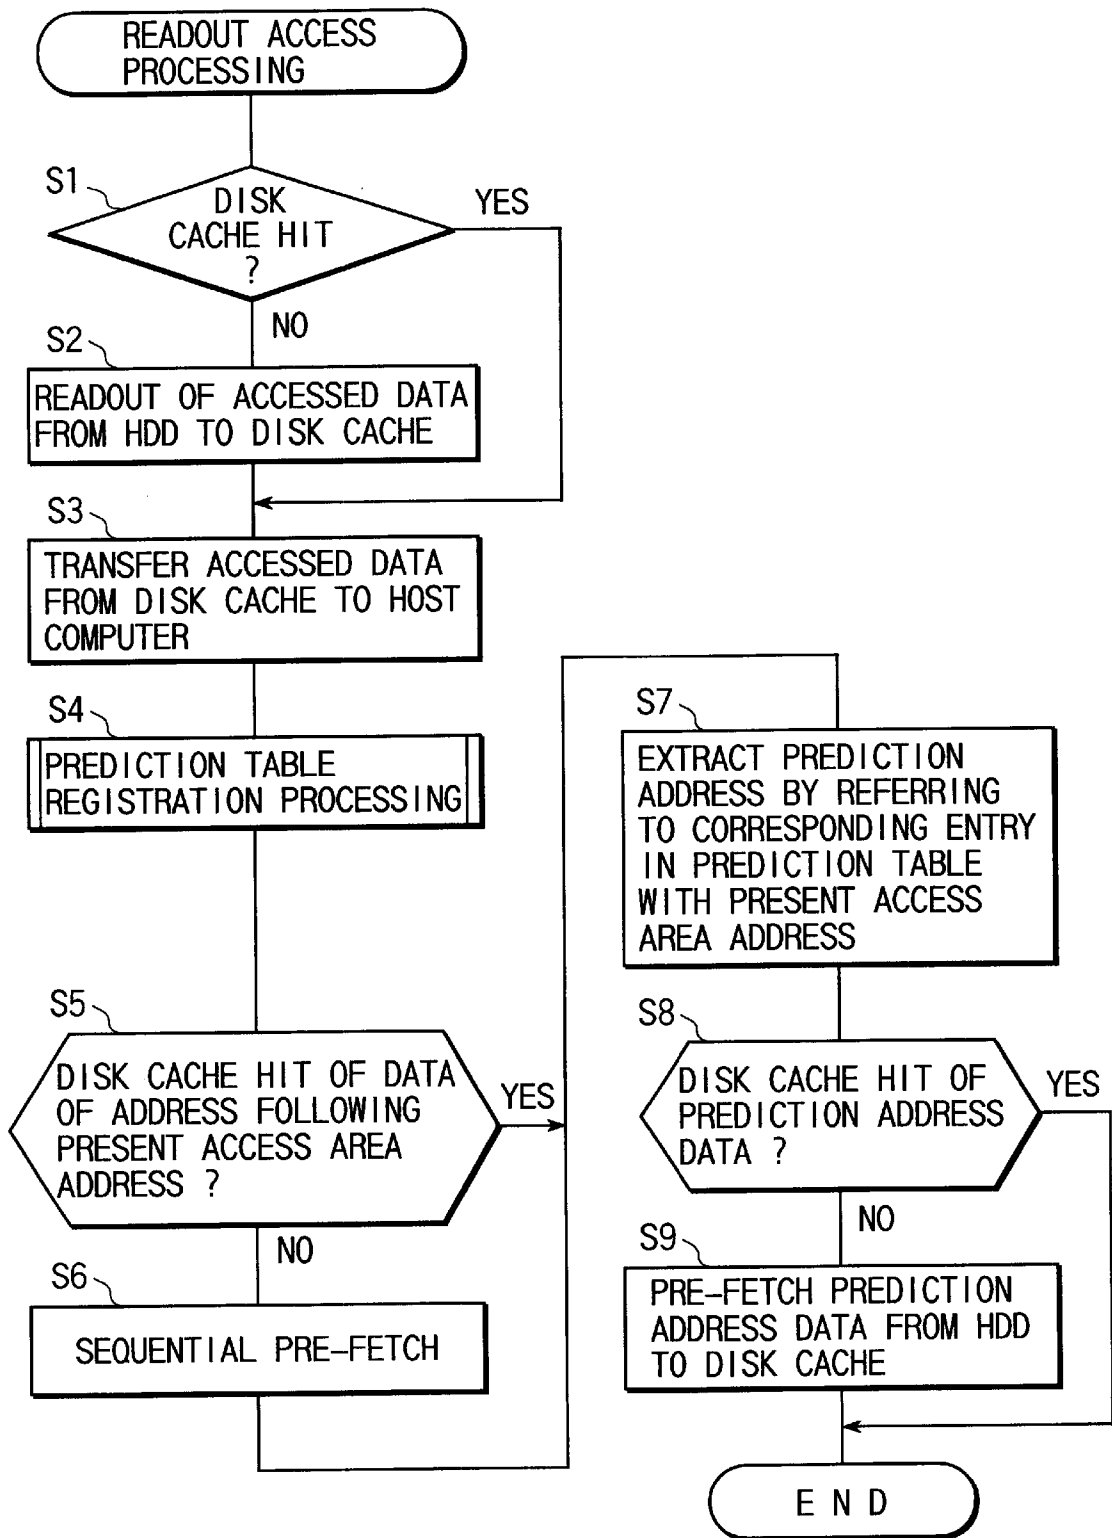 READOUT ACCESS
PROCESSING
S1
DISK
CACHE HIT
?
YES
NO
S2
READOUT OF ACCESSED DATA
FROM HDD TO DISK CACHE
S3
TRANSFER ACCESSED DATA
FROM DISK CACHE TO HOST
COMPUTER
S4
PREDICTION TABLE
REGISTRATION PROCESSING
S5
DISK CACHE HIT OF DATA
OF ADDRESS FOLLOWING
PRESENT ACCESS AREA
ADDRESS ?
YES
NO
S6
SEQUENTIAL PRE-FETCH
S7
EXTRACT PREDICTION
ADDRESS BY REFERRING
TO CORRESPONDING ENTRY
IN PREDICTION TABLE
WITH PRESENT ACCESS
AREA ADDRESS
S8
DISK CACHE HIT OF
PREDICTION ADDRESS
DATA ?
YES
NO
S9
PRE-FETCH PREDICTION
ADDRESS DATA FROM HDD
TO DISK CACHE
END